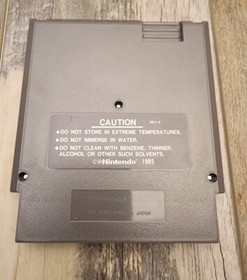 CAUTION
• DO NOT STORE IN EXTREME TEMPERATURES.
• DO NOT IMMERSE IN WATER.
• DO NOT CLEAN WITH BENZENE, THINNER,
ALCOHOL OR OTHER SUCH SOLVENTS.
Nintendo 1985
JAPAN